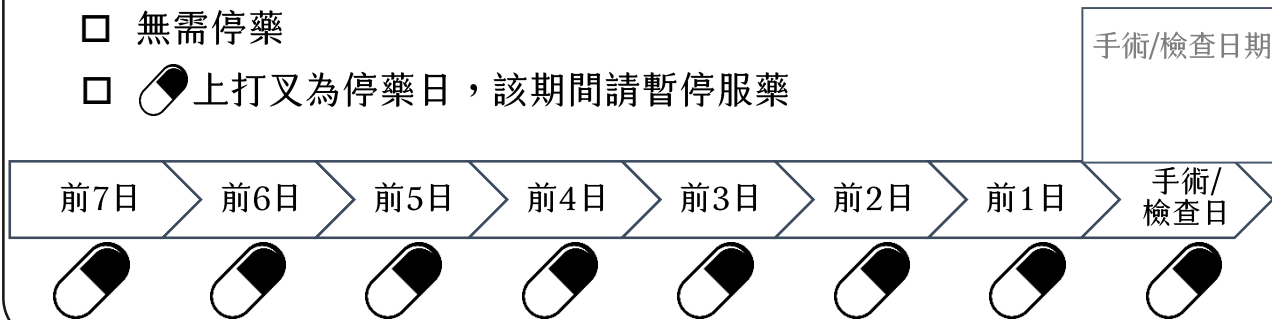 □ 無需停藥
手術/檢查日期
□ 上打叉為停藥日，該期間請暫停服藥
前7日
前6日
前5日
前4日
前3日
前2日
前1日
手術/
檢查日